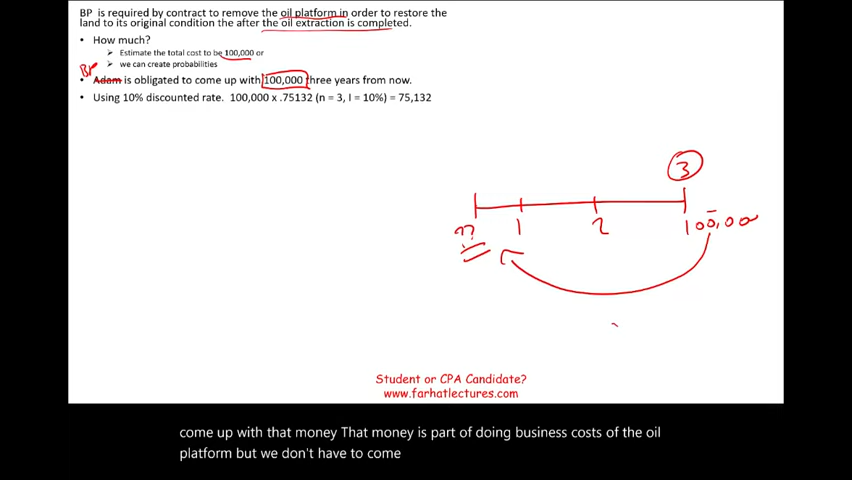 BP is required by contract to remove the oil platform in order to restore the
land to its original condition the after the oil extraction is completed.
• How much?
➢ Estimate the total cost to be 100,000 or
➢ we can create probabilities
BP
• Adam is obligated to come up with 100,000 three years from now.
• Using 10% discounted rate. 100,000 x .75132 (n = 3, I = 10%) = 75,132
3
?? 1 2 100,00
Student or CPA Candidate?
www.farhatlectures.com
come up with that money That money is part of doing business costs of the oil
platform but we don't have to come